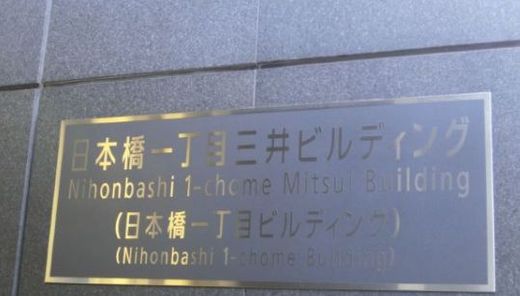 日本橋一丁目三井ビルディング
Nihonbashi 1-chome Mitsui Building
(日本橋一丁目ビルディング)
(Nihonbashi 1-chome Building)